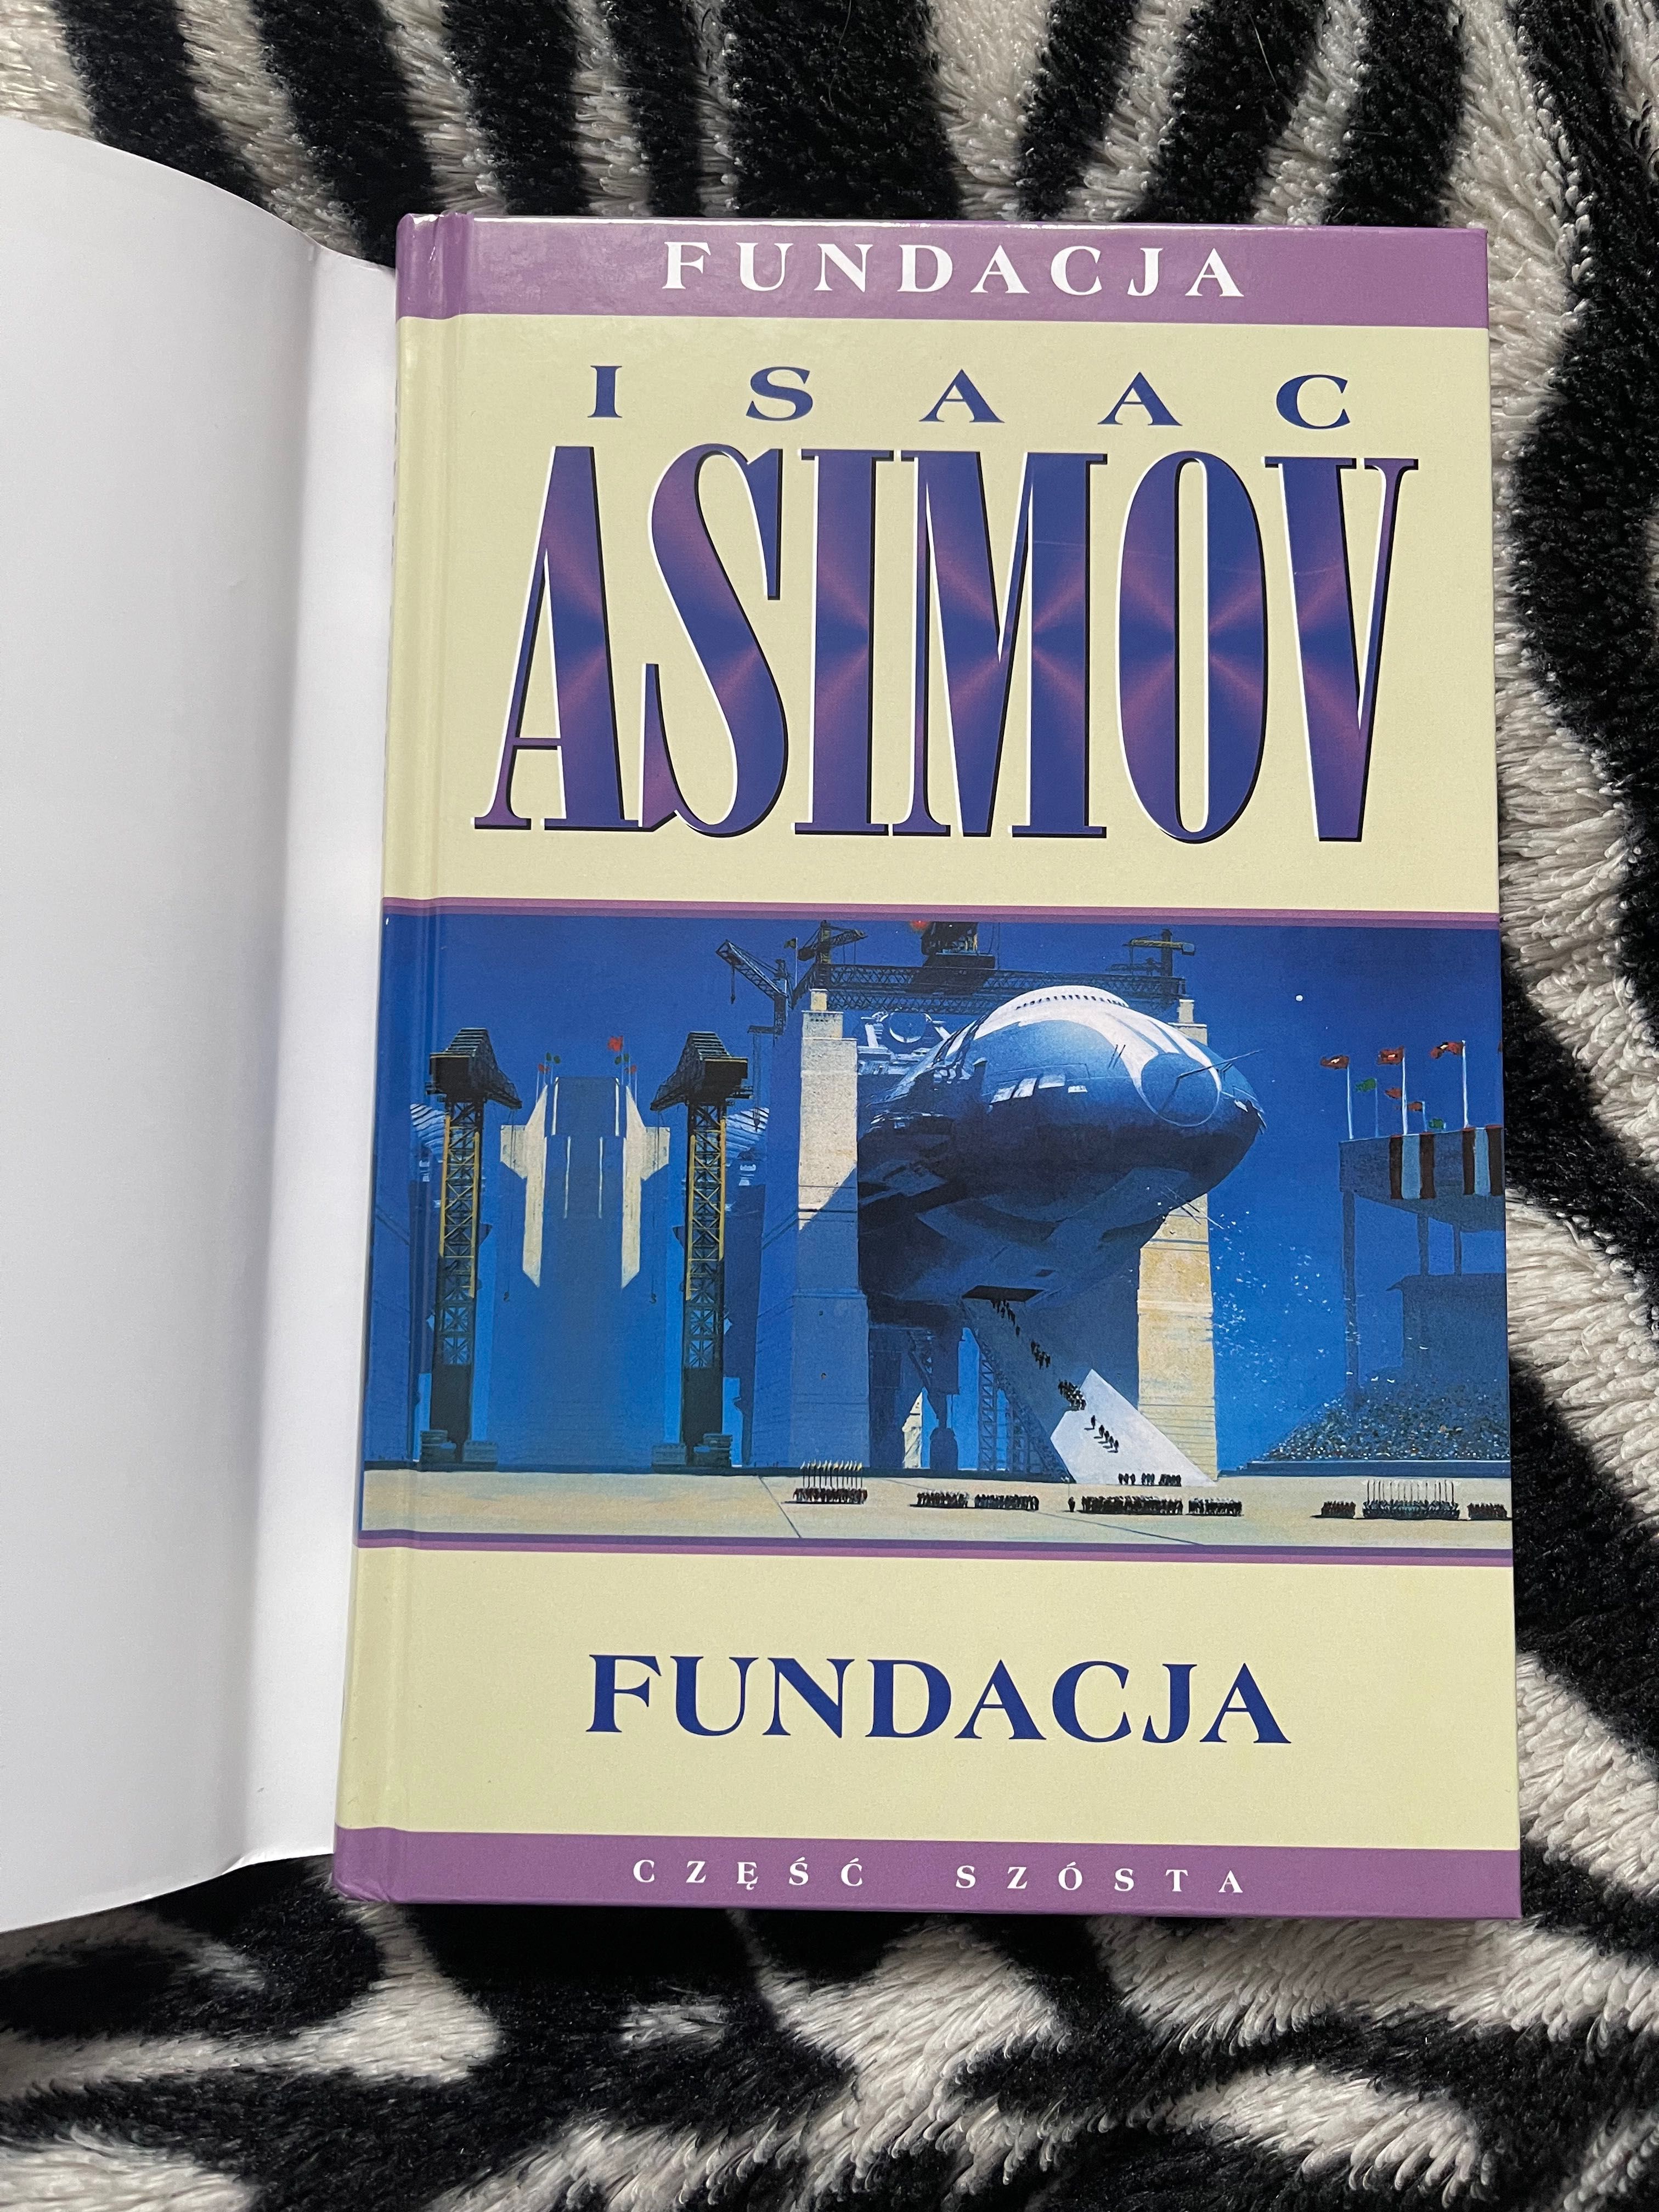 FUNDACJA
ISAAC
ASIMOV
FUNDACJA
CZĘŚĆ SZÓSTA